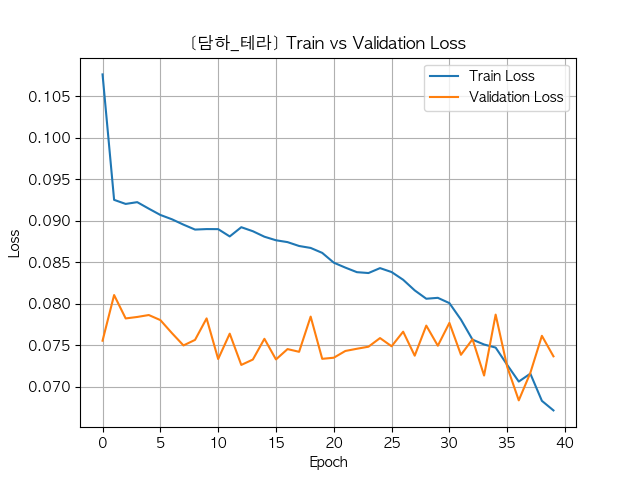 [담하_테라] Train vs Validation Loss
Train Loss
Validation Loss
Loss
0.105
0.100
0.095
0.090
0.085
0.080
0.075
0.070
0 5 10 15 20 25 30 35 40
Epoch